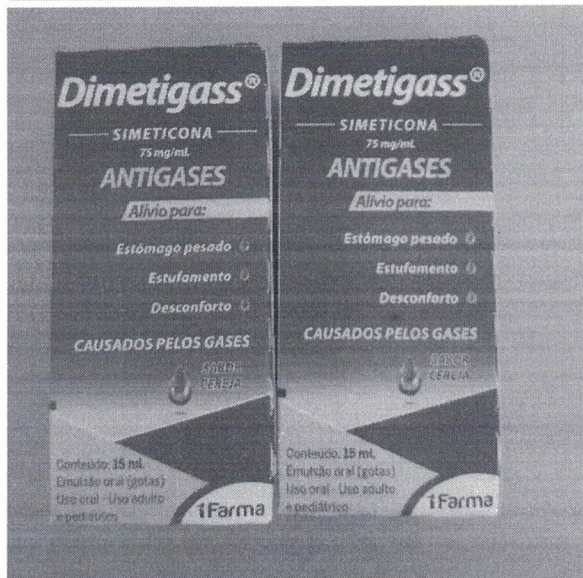 Dimetigass®
SIMETICONA
75 mg/mL
ANTIGASES
Alívio para:
Estômago pesado
Estufamento
Desconforto
CAUSADOS PELOS GASES
SABOR
CEREJA
Conteúdo: 15 mL
Emulsão oral (gotas)
Uso oral - Uso adulto
e pediátrico
1Farma
Dimetigass®
SIMETICONA
75 mg/mL
ANTIGASES
Alívio para:
Estômago pesado
Estufamento
Desconforto
CAUSADOS PELOS GASES
SABOR
CEREJA
Conteúdo: 15 mL
Emulsão oral (gotas)
Uso oral - Uso adulto
e pediátrico
1Farma